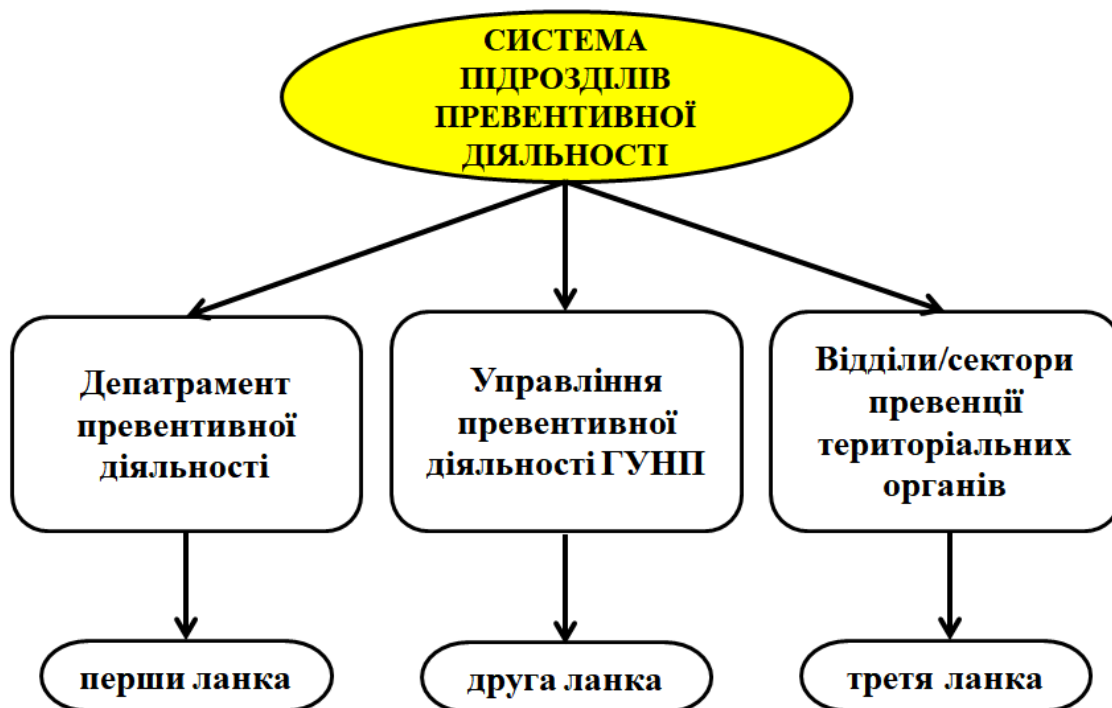 СИСТЕМА
ПІДРОЗДІЛІВ
ПРЕВЕНТИВНОЇ
ДІЯЛЬНОСТІ
Депатрамент
превентивної
діяльності
Управління
превентивної
діяльності ГУНП
Відділи/сектори
превенції
територіальних
органів
перши ланка
друга ланка
третя ланка